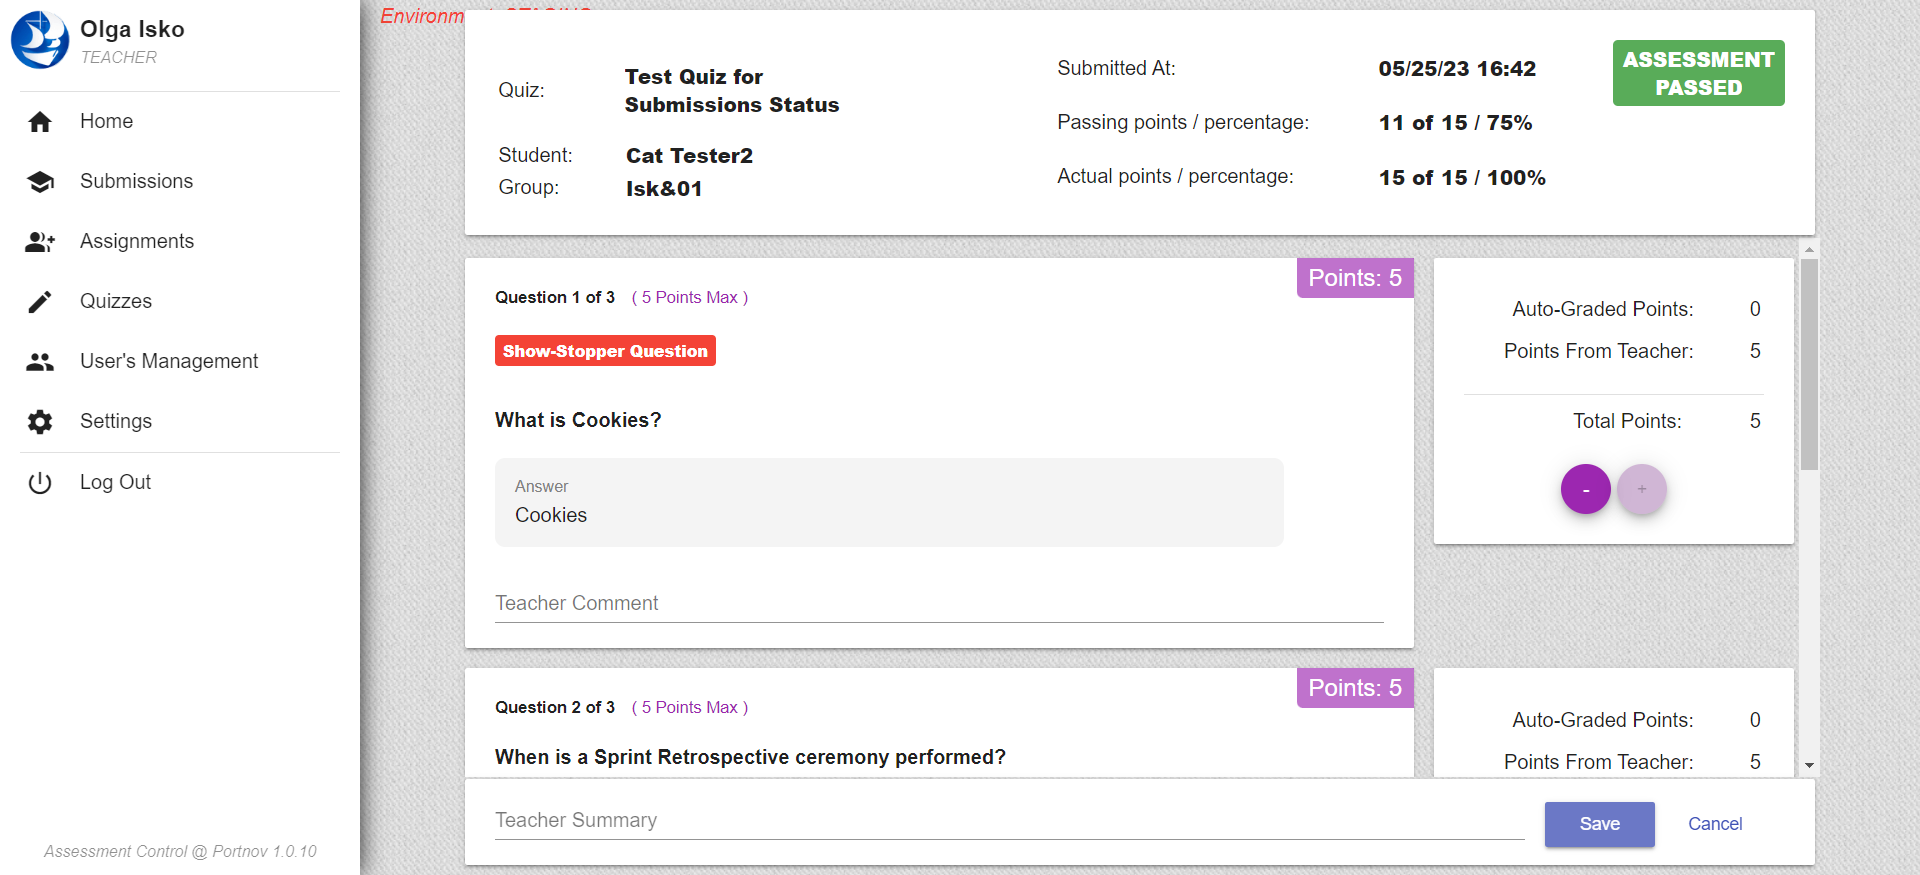 Olga Isko
TEACHER
Home
Submissions
Assignments
Quizzes
User's Management
Settings
Log Out
Assessment Control @ Portnov 1.0.10
Quiz:
Test Quiz for
Submissions Status
Student:
Cat Tester2
Group:
Isk&01
Submitted At:
05/25/23 16:42
Passing points / percentage:
11 of 15 / 75%
Actual points / percentage:
15 of 15 / 100%
ASSESSMENT
PASSED
Question 1 of 3 ( 5 Points Max )
Points: 5
Show-Stopper Question
What is Cookies?
Answer
Cookies
Teacher Comment
Auto-Graded Points: 0
Points From Teacher: 5
Total Points: 5
- +
Question 2 of 3 ( 5 Points Max )
Points: 5
When is a Sprint Retrospective ceremony performed?
Auto-Graded Points: 0
Points From Teacher: 5
Teacher Summary
Save
Cancel